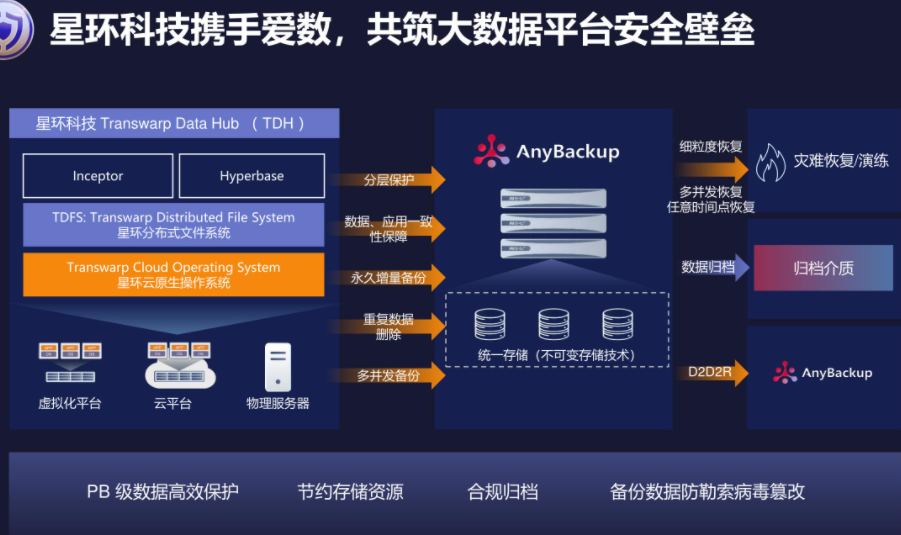 星环科技携手爱数，共筑大数据平台安全壁垒
星环科技 Transwarp Data Hub （ TDH ）
Inceptor
Hyperbase
TDFS: Transwarp Distributed File System
星环分布式文件系统
Transwarp Cloud Operating System
星环云原生操作系统
虚拟化平台
云平台
物理服务器
分层保护
数据、应用一致
性保障
永久增量备份
重复数据
删除
多并发备份
AnyBackup
统一存储（不可变存储技术）
细粒度恢复
多并发恢复
任意时间点恢复
灾难恢复/演练
数据归档
归档介质
D2D2R
AnyBackup
PB 级数据高效保护
节约存储资源
合规归档
备份数据防勒索病毒篡改